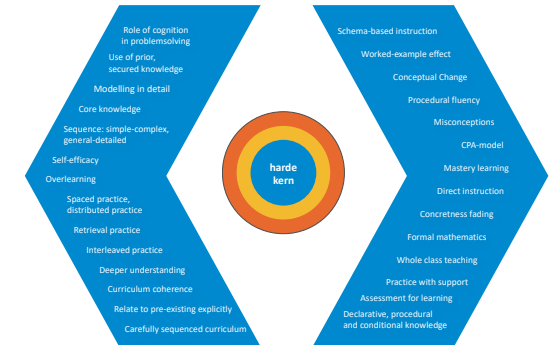 Role of cognition
in problemsolving
Use of prior,
secured knowledge
Modelling in detail
Core knowledge
Sequence: simple-complex,
general-detailed
Self-efficacy
Overlearning
Spaced practice,
distributed practice
Retrieval practice
Interleaved practice
Deeper understanding
Curriculum coherence
Relate to pre-existing explicitly
Carefully sequenced curriculum
harde
kern
Schema-based instruction
Worked-example effect
Conceptual Change
Procedural fluency
Misconceptions
CPA-model
Mastery learning
Direct instruction
Concretness fading
Formal mathematics
Whole class teaching
Practice with support
Assessment for learning
Declarative, procedural
and conditional knowledge